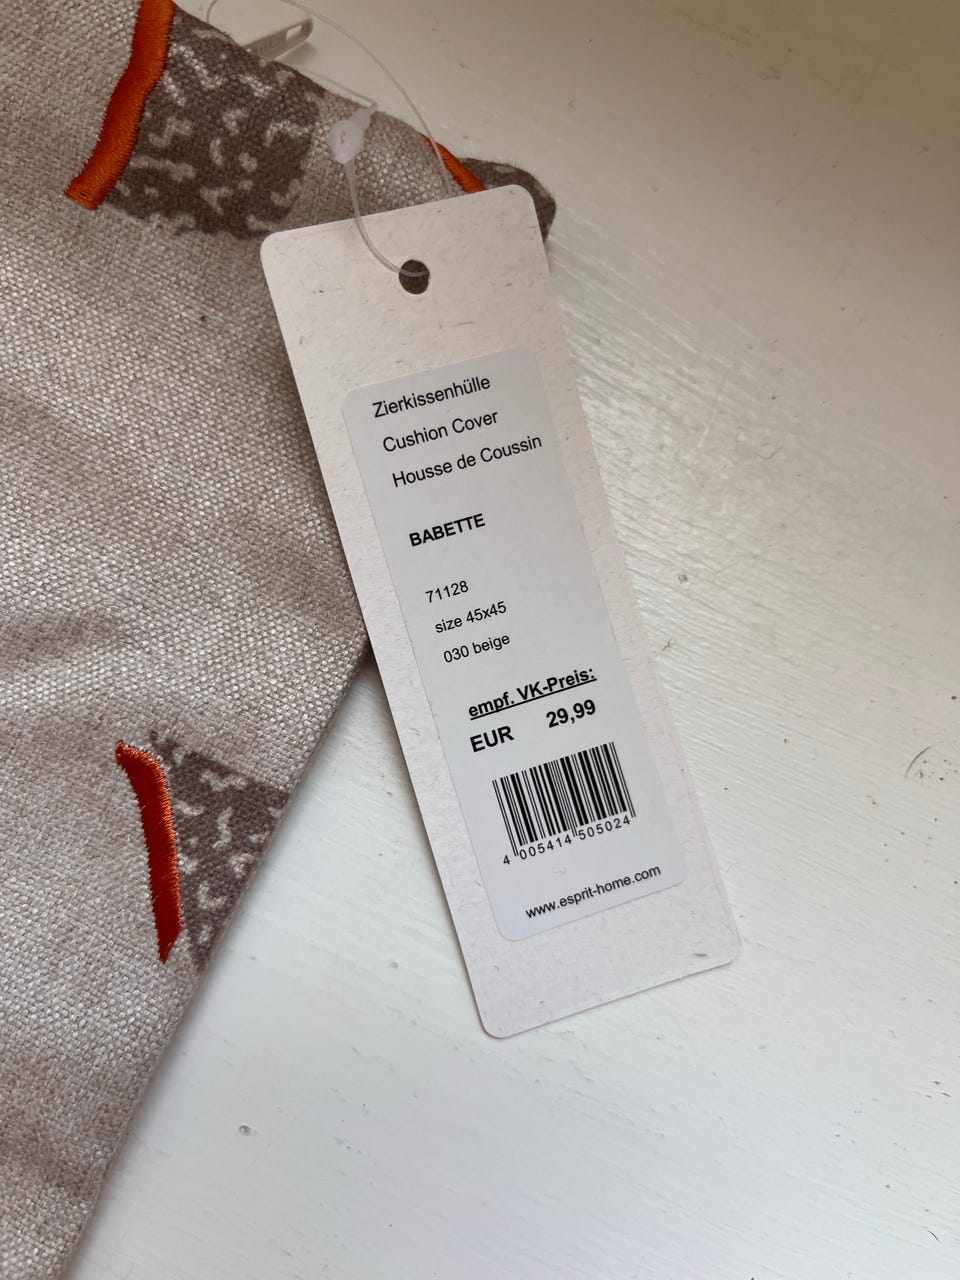 Zierkissenhülle
Cushion Cover
Housse de Coussin
BABETTE
71128
size 45x45
030 beige
empf. VK-Preis:
EUR 29,99
4 005414 505024
www.esprit-home.com